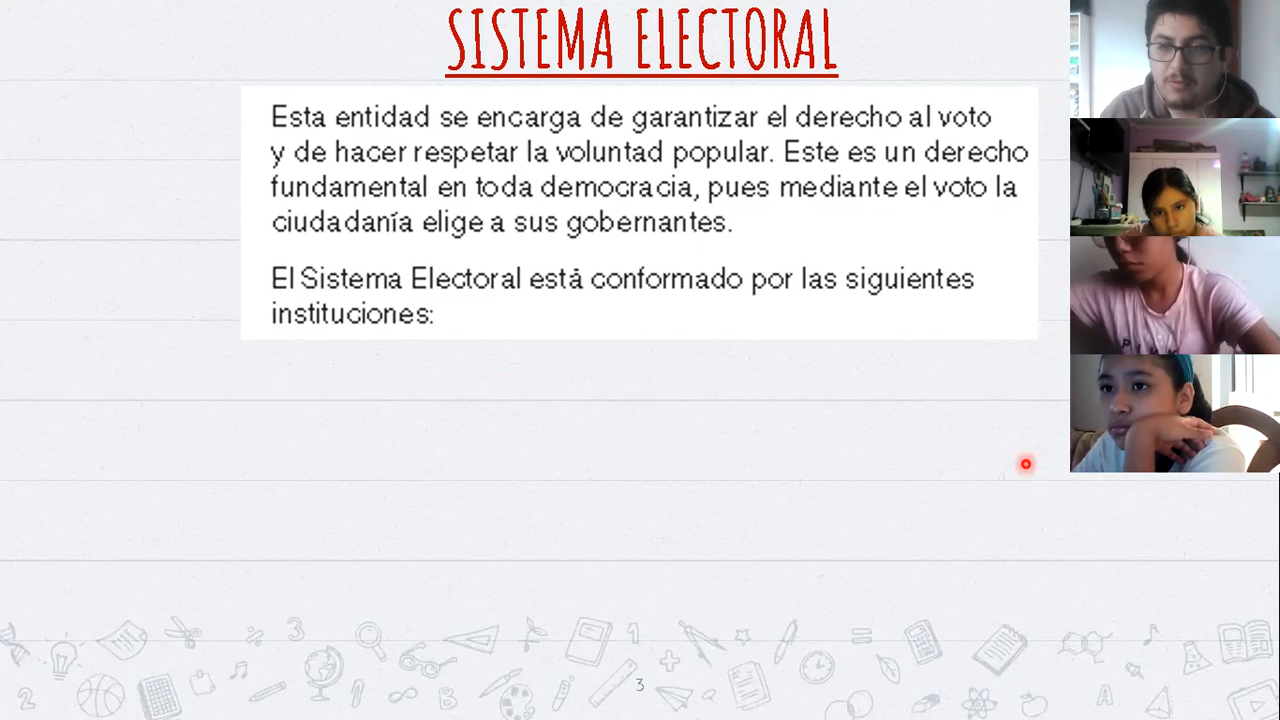 SISTEMA ELECTORAL
Esta entidad se encarga de garantizar el derecho al voto
y de hacer respetar la voluntad popular. Este es un derecho
fundamental en toda democracia, pues mediante el voto la
ciudadanía elige a sus gobernantes.
El Sistema Electoral está conformado por las siguientes
instituciones:
3